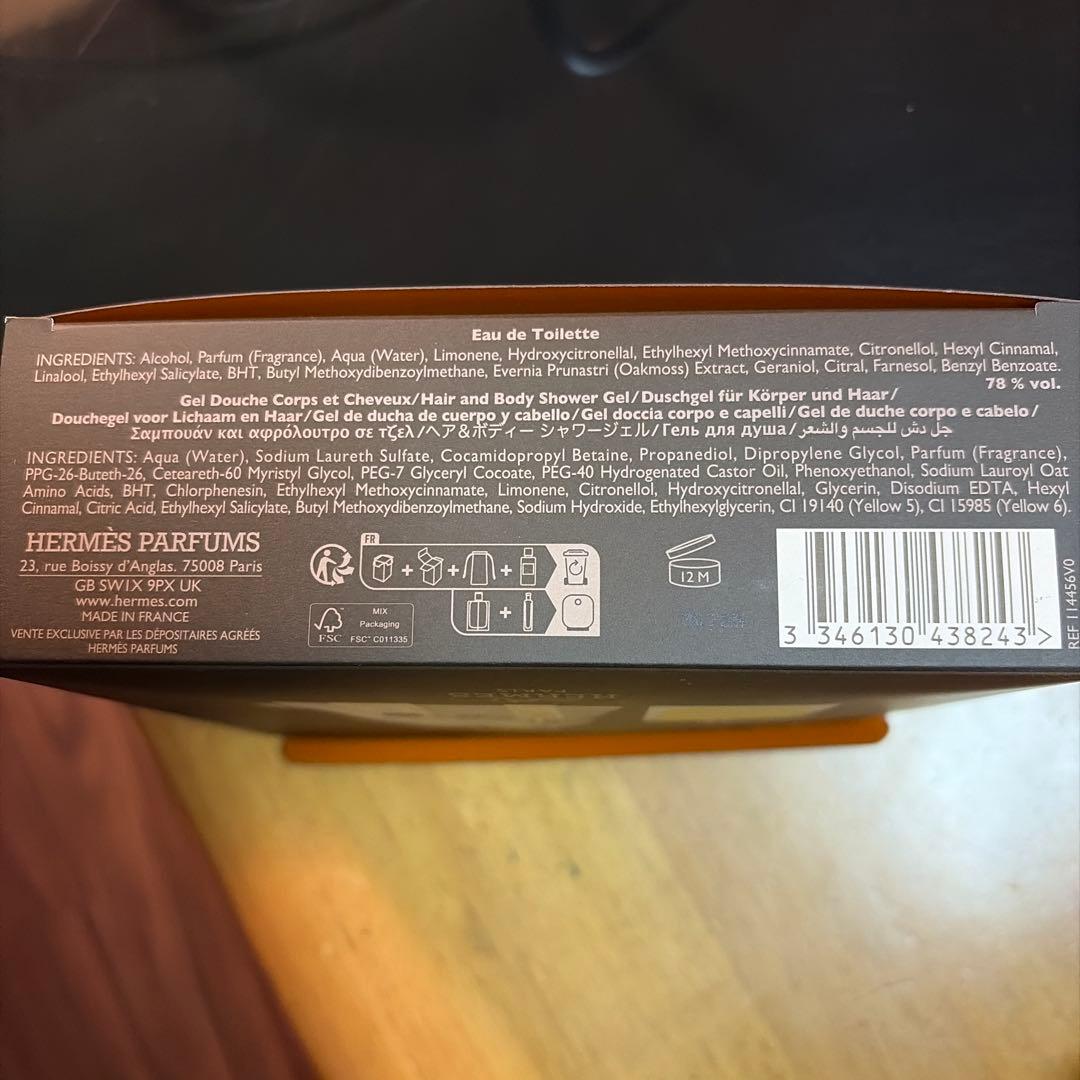 Eau de Toilette
INGREDIENTS: Alcohol, Parfum (Fragrance), Aqua (Water), Limonene, Hydroxycitronellal, Ethylhexyl Methoxycinnamate, Citronellol, Hexyl Cinnamal,
Linalool, Ethylhexyl Salicylate, BHT, Butyl Methoxydibenzoylmethane, Evernia Prunastri (Oakmoss) Extract, Geraniol, Citral, Farnesol, Benzyl Benzoate.
78 % vol.
Gel Douche Corps et Cheveux/Hair and Body Shower Gel/Duschgel für Körper und Haar/
Douchegel voor Lichaam en Haar/Gel de ducha de cuerpo y cabello/Gel doccia corpo e capelli/Gel de duche corpo e cabelo/
Σαμπουάν και αφρόλουτρο σε τζελ/ヘア&ボディー シャワージェル/Гель для душа/جل دش للجسم والشعر
INGREDIENTS: Aqua (Water), Sodium Laureth Sulfate, Cocamidopropyl Betaine, Propanediol, Dipropylene Glycol, Parfum (Fragrance),
PPG-26-Buteth-26, Ceteareth-60 Myristyl Glycol, PEG-7 Glyceryl Cocoate, PEG-40 Hydrogenated Castor Oil, Phenoxyethanol, Sodium Lauroyl Oat
Amino Acids, BHT, Chlorphenesin, Ethylhexyl Methoxycinnamate, Limonene, Citronellol, Hydroxycitronellal, Glycerin, Disodium EDTA, Hexyl
Cinnamal, Citric Acid, Ethylhexyl Salicylate, Butyl Methoxydibenzoylmethane, Sodium Hydroxide, Ethylhexylglycerin, CI 19140 (Yellow 5), CI 15985 (Yellow 6).
HERMÈS PARFUMS
23, rue Boissy d'Anglas. 75008 Paris
GB SW1X 9PX UK
www.hermes.com
MADE IN FRANCE
VENTE EXCLUSIVE PAR LES DÉPOSITAIRES AGRÉÉS
HERMÈS PARFUMS
FR
+ + +
+
FSC
MIX
Packaging
FSC™ C011335
12 M
3 346130 438243 >
REF 114456V0
HERMÈS
PARIS